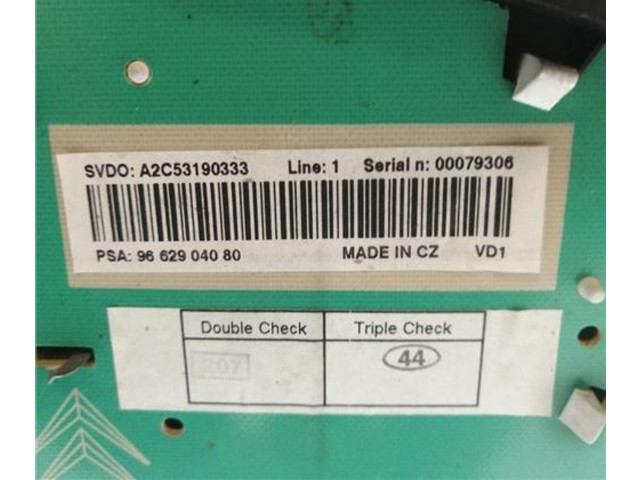 SVDO: A2C53190333 Line: 1 Serial n: 00079306
PSA: 96 629 040 80 MADE IN CZ VD1
Double Check Triple Check
207 44